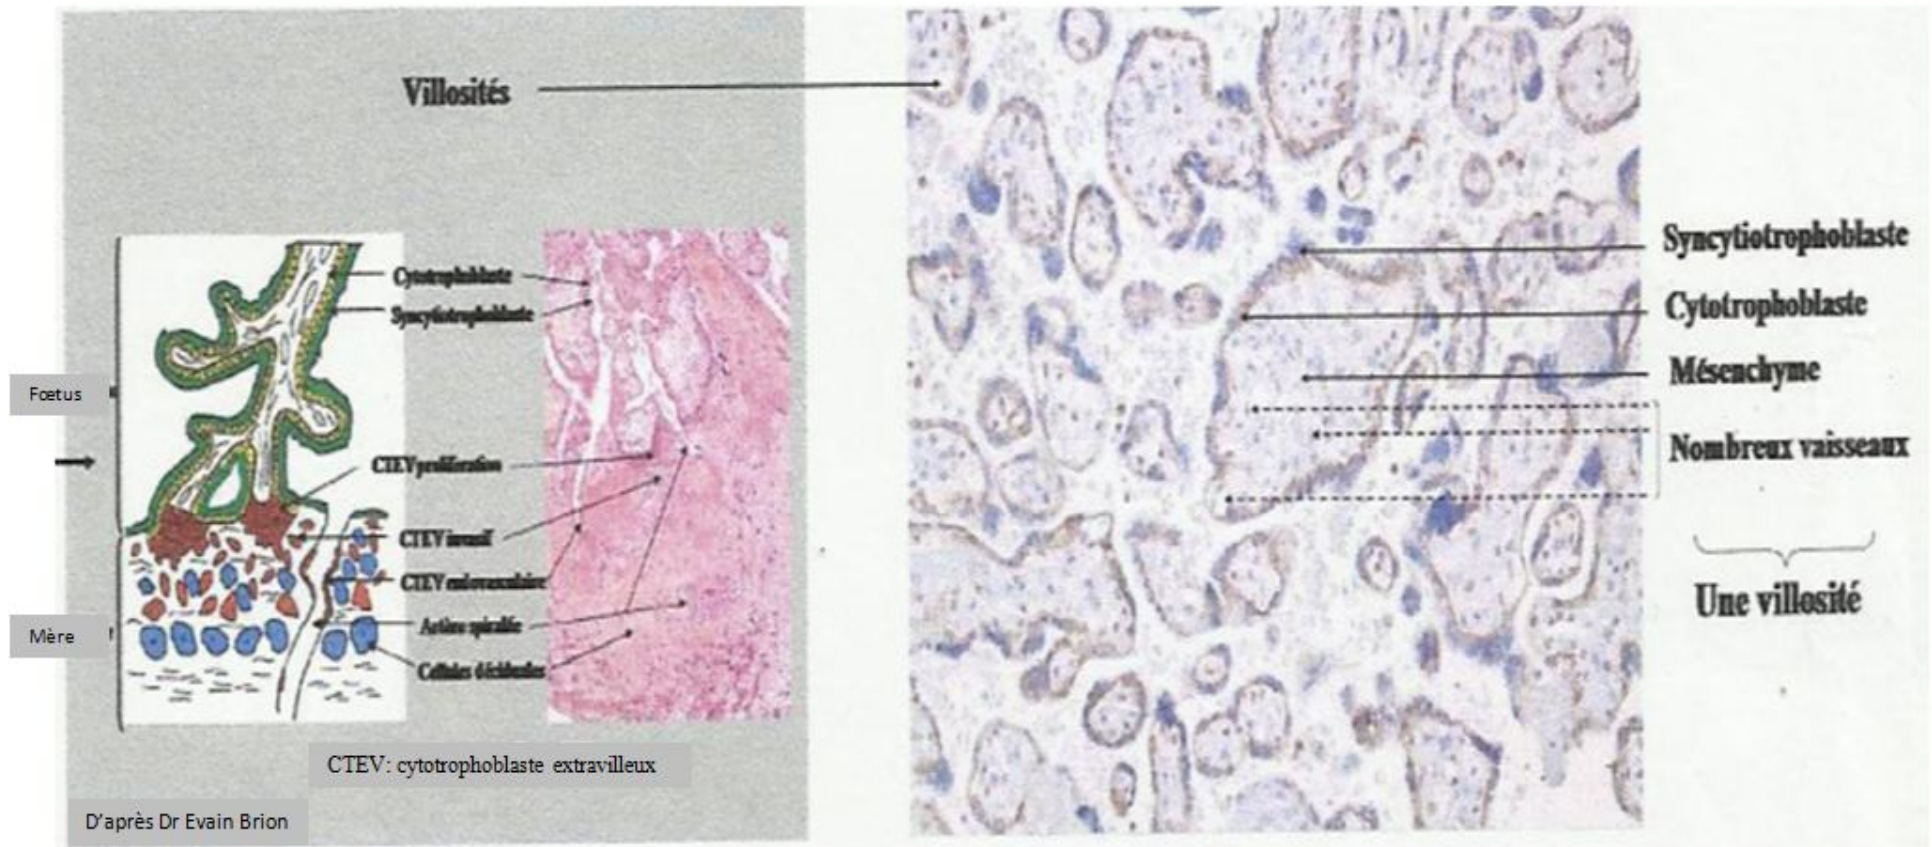 Villosités
Cytotrophoblaste
Syncytiotrophoblaste
Fœtus
CTEV prolifération
CTEV invasif
CTEV endovasculaire
Artère spiralée
Mère
Cellules déciduales
CTEV: cytotrophoblaste extravilleux
D'après Dr Evain Brion
Syncytiotrophoblaste
Cytotrophoblaste
Mésenchyme
Nombreux vaisseaux
Une villosité